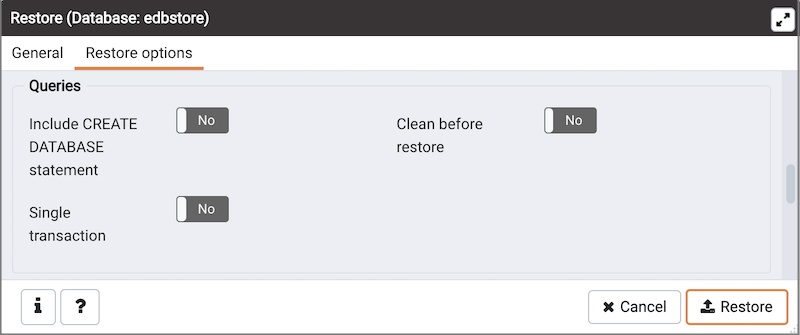 Restore (Database: edbstore)
General
Restore options
Queries
Include CREATE
DATABASE
statement
No
Clean before
restore
No
Single
transaction
No
i
?
Cancel
Restore